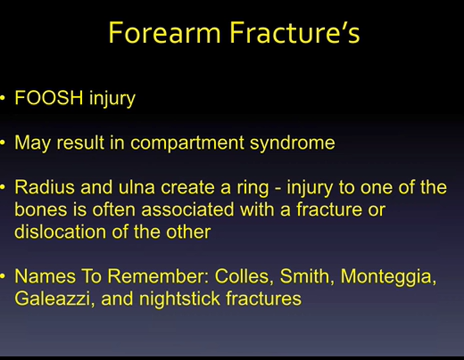 Forearm Fracture's
• FOOSH injury
• May result in compartment syndrome
• Radius and ulna create a ring - injury to one of the
bones is often associated with a fracture or
dislocation of the other
• Names To Remember: Colles, Smith, Monteggia,
Galeazzi, and nightstick fractures